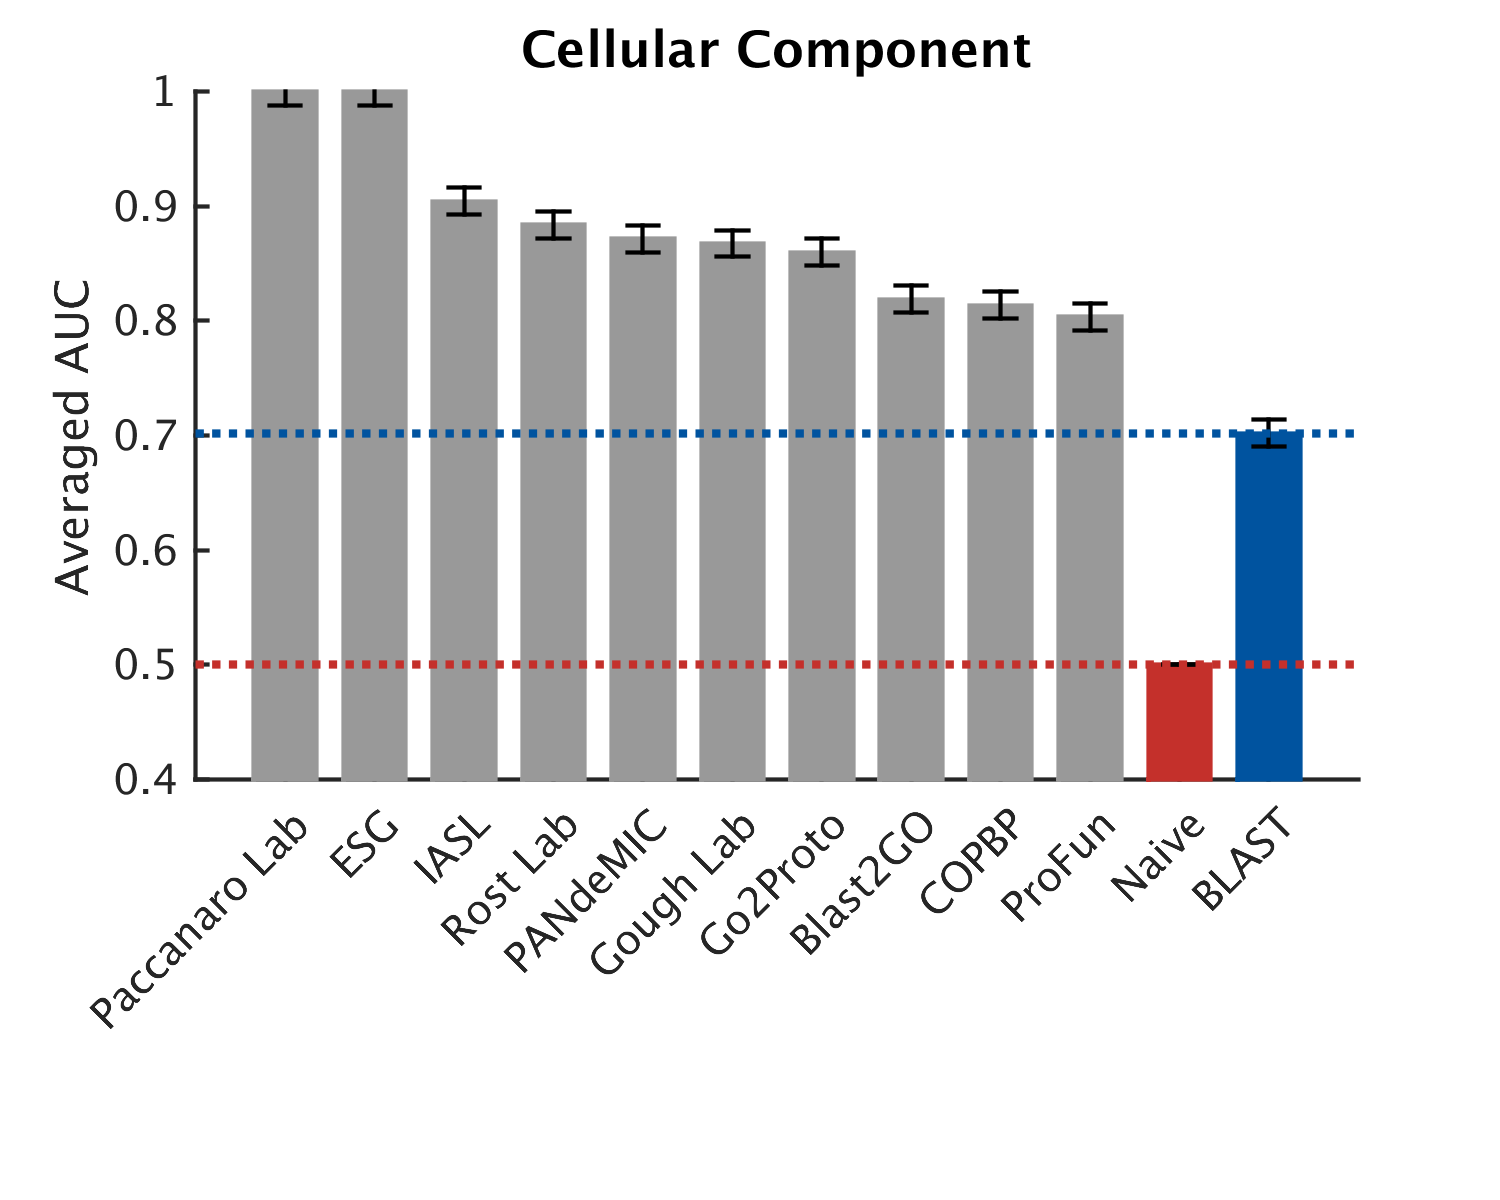 Cellular Component
Averaged AUC
1
0.9
0.8
0.7
0.6
0.5
0.4
Paccanaro Lab
ESG
IASL
Rost Lab
PANdeMIC
Gough Lab
Go2Proto
Blast2GO
COPBP
ProFun
Naive
BLAST